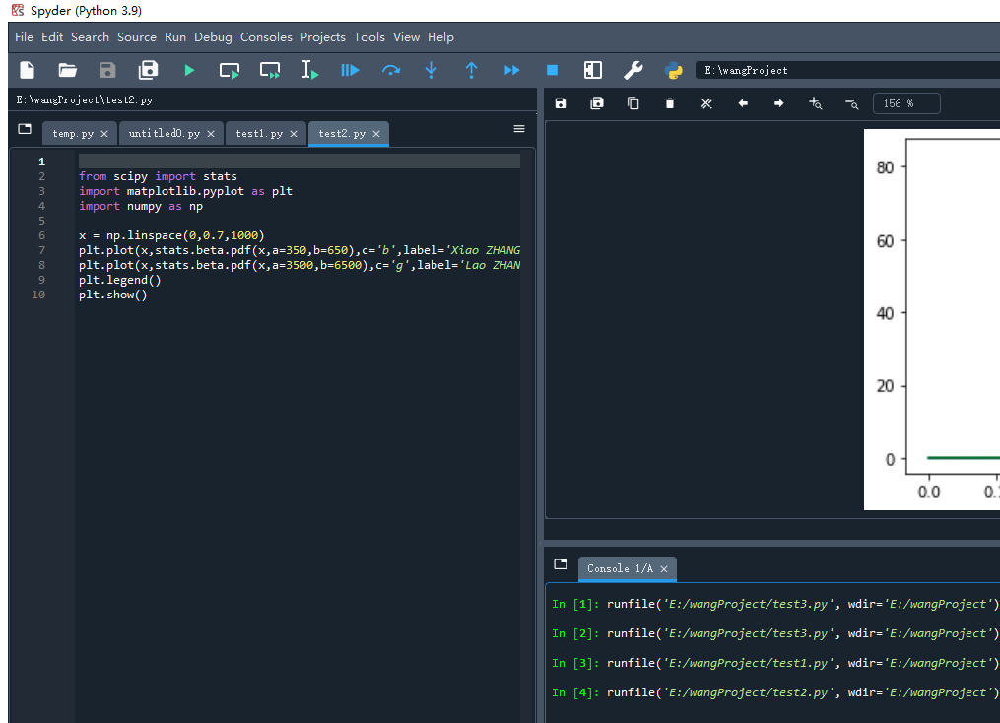 Spyder (Python 3.9)
File Edit Search Source Run Debug Consoles Projects Tools View Help
E:\wangProject
E:\wangProject\test2.py
156 %
temp.py untitled0.py test1.py test2.py
1
2 from scipy import stats
3 import matplotlib.pyplot as plt
4 import numpy as np
5
6 x = np.linspace(0,0.7,1000)
7 plt.plot(x,stats.beta.pdf(x,a=350,b=650),c='b',label='Xiao ZHANG
8 plt.plot(x,stats.beta.pdf(x,a=3500,b=6500),c='g',label='Lao ZHAN
9 plt.legend()
10 plt.show()
80
60
40
20
0
0.0 0.
Console 1/A
In [1]: runfile('E:/wangProject/test3.py', wdir='E:/wangProject')
In [2]: runfile('E:/wangProject/test3.py', wdir='E:/wangProject')
In [3]: runfile('E:/wangProject/test1.py', wdir='E:/wangProject')
In [4]: runfile('E:/wangProject/test2.py', wdir='E:/wangProject')